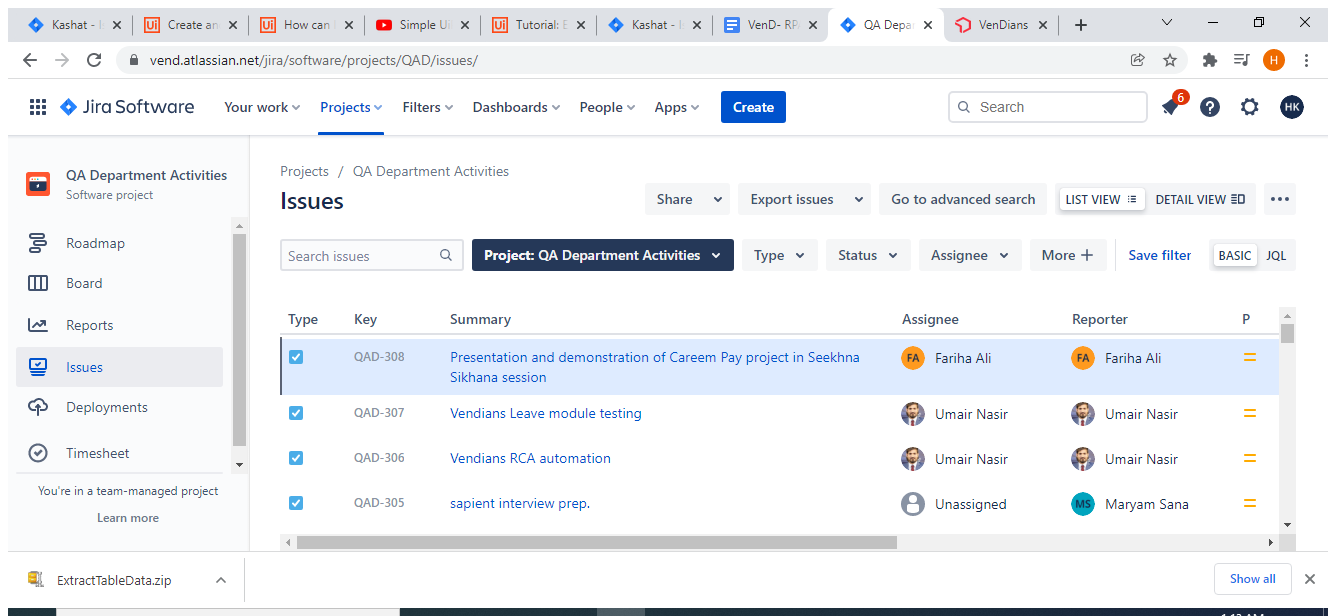 Kashat - I
Create an
How can
Simple Ui
Tutorial: E
Kashat - I
VenD- RPA
QA Depar
VenDians
vend.atlassian.net/jira/software/projects/QAD/issues/
H
Jira Software
Your work
Projects
Filters
Dashboards
People
Apps
Create
Search
6
HK
QA Department Activities
Software project
Roadmap
Board
Reports
Issues
Deployments
Timesheet
You're in a team-managed project
Learn more
Projects / QA Department Activities
Issues
Share
Export issues
Go to advanced search
LIST VIEW
DETAIL VIEW
Search issues
Project: QA Department Activities
Type
Status
Assignee
More
Save filter
BASIC
JQL
Type Key Summary Assignee Reporter P
QAD-308 Presentation and demonstration of Careem Pay project in Seekhna FA Fariha Ali FA Fariha Ali
Sikhana session
QAD-307 Vendians Leave module testing Umair Nasir Umair Nasir
QAD-306 Vendians RCA automation Umair Nasir Umair Nasir
QAD-305 sapient interview prep. Unassigned MS Maryam Sana
ExtractTableData.zip
Show all